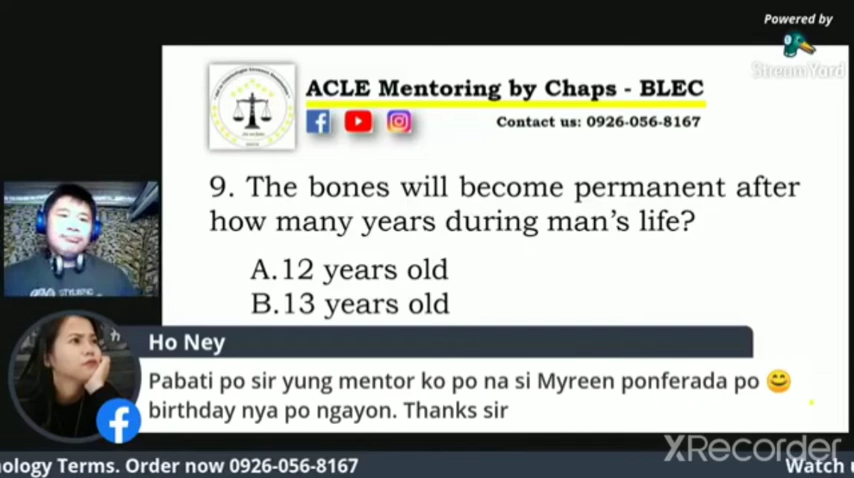 Powered by
StreamYard
ACLE Mentoring by Chaps - BLEC
Contact us: 0926-056-8167
9. The bones will become permanent after
how many years during man's life?
A.12 years old
B.13 years old
Ho Ney
Pabati po sir yung mentor ko po na si Myreen ponferada po 😊
birthday nya po ngayon. Thanks sir
XRecorder
ology Terms. Order now 0926-056-8167
Watch